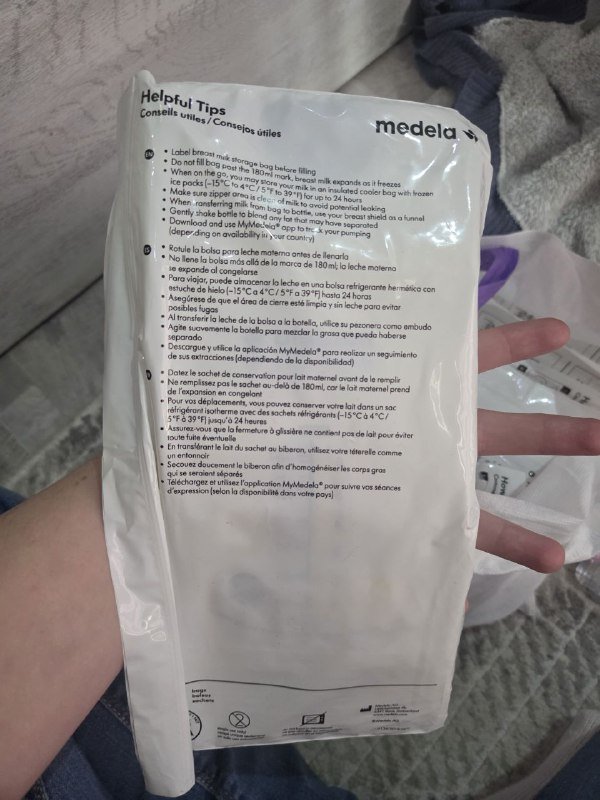 Helpful Tips
Conseils utiles / Consejos útiles
medela
EN
• Label breast milk storage bag before filling
• Do not fill bag past the 180ml mark, breast milk expands as it freezes
• When on the go, you may store your milk in an insulated cooler bag with frozen
ice packs (–15°C to 4°C / 5°F to 39°F) for up to 24 hours
• Make sure zipper area is clean of milk to avoid potential leaking
• When transferring milk from bag to bottle, use your breast shield as a funnel
• Gently shake bottle to blend any fat that may have separated
• Download and use MyMedela® app to track your pumping
(depending on availability in your country)
ES
• Rotule la bolsa para leche materna antes de llenarla
• No llene la bolsa más allá de la marca de 180 ml; la leche materna
se expande al congelarse
• Para viajar, puede almacenar la leche en una bolsa refrigerante hermética con
estuche de hielo (–15°C a 4°C / 5°F a 39°F) hasta 24 horas
• Asegúrese de que el área de cierre esté limpia y sin leche para evitar
posibles fugas
• Al transferir la leche de la bolsa a la botella, utilice su pezonera como embudo
• Agite suavemente la botella para mezclar la grasa que pueda haberse
separado
• Descargue y utilice la aplicación MyMedela® para realizar un seguimiento
de sus extracciones (dependiendo de la disponibilidad)
• Datez le sachet de conservation pour lait maternel avant de le remplir
• Ne remplissez pas le sachet au-delà de 180 ml, car le lait maternel prend
de l'expansion en congelant
• Pour vos déplacements, vous pouvez conserver votre lait dans un sac
réfrigérant isotherme avec des sachets réfrigérants (–15°C à 4°C /
5°F à 39°F) jusqu'à 24 heures
• Assurez-vous que la fermeture à glissière ne contient pas de lait pour éviter
toute fuite éventuelle
• En transférant le lait du sachet au biberon, utilisez votre téterelle comme
un entonnoir
• Secouez doucement le biberon afin d'homogénéiser les corps gras
qui se seraient séparés
• Téléchargez et utilisez l'application MyMedela® pour suivre vos séances
d'expression (selon la disponibilité dans votre pays)
bags
bolsas
sachets
Medela AG
www.medela.com